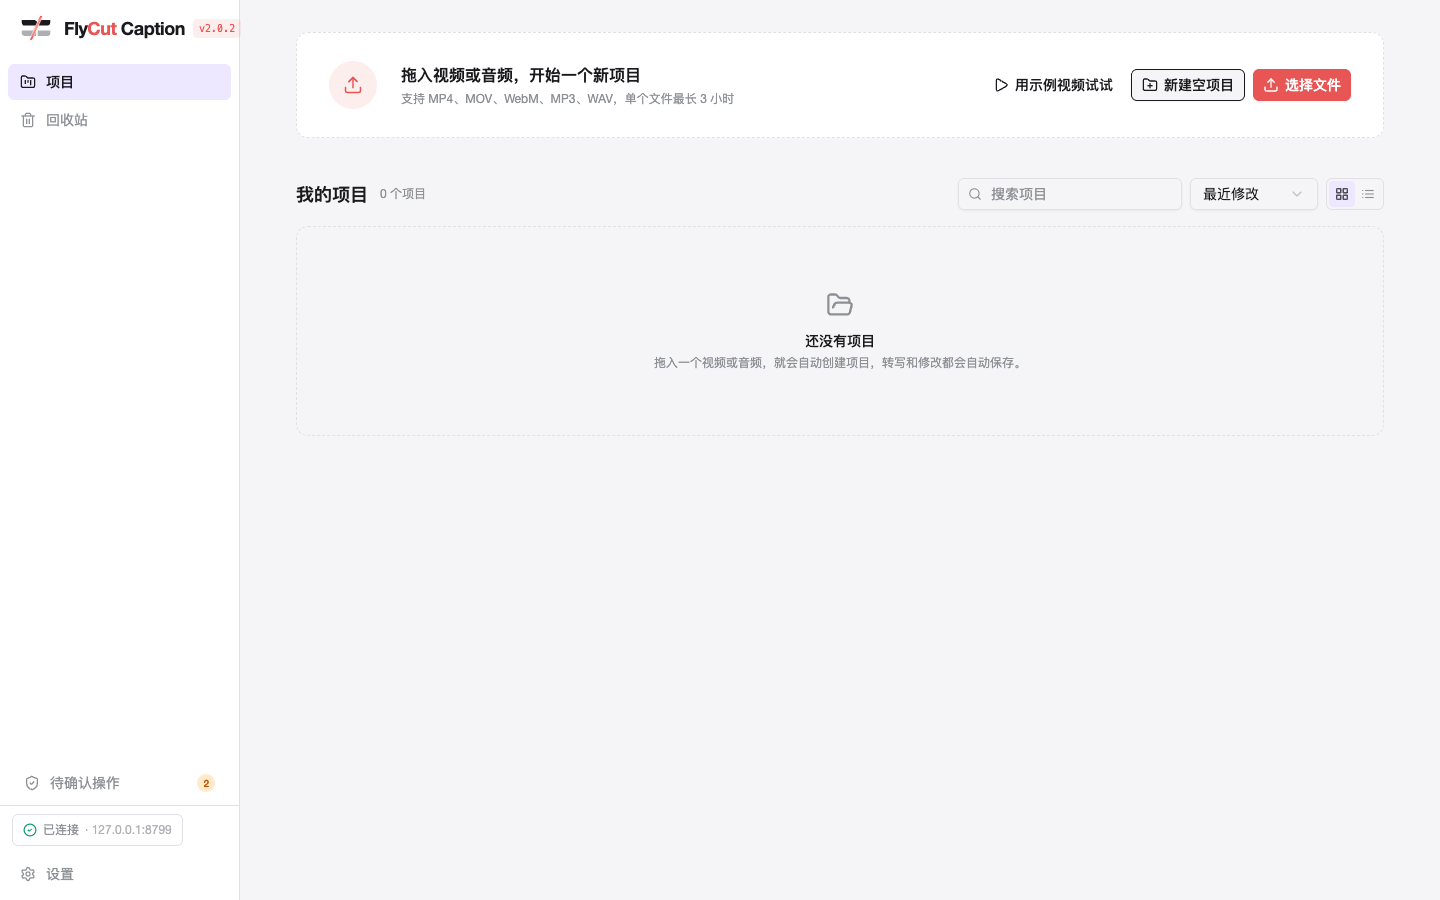 FlyCut Caption v2.0.2
项目
回收站
拖入视频或音频，开始一个新项目
支持 MP4、MOV、WebM、MP3、WAV，单个文件最长 3 小时
用示例视频试试
新建空项目
选择文件
我的项目 0 个项目
搜索项目
最近修改
还没有项目
拖入一个视频或音频，就会自动创建项目，转写和修改都会自动保存。
待确认操作 2
已连接 · 127.0.0.1:8799
设置